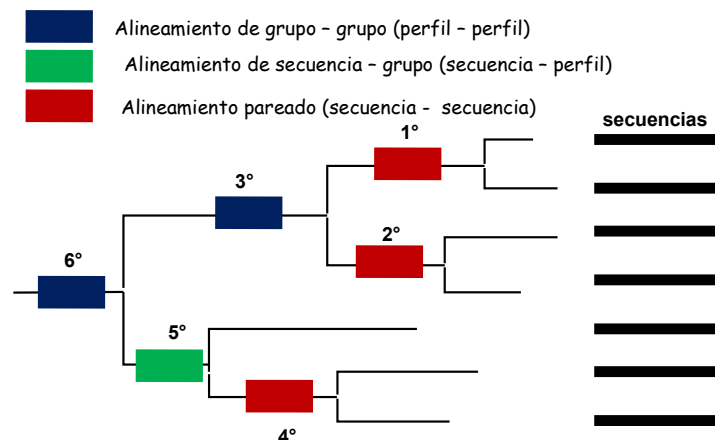 Alineamiento de grupo – grupo (perfil – perfil)
Alineamiento de secuencia – grupo (secuencia – perfil)
Alineamiento pareado (secuencia - secuencia)
secuencias
1°
3°
2°
6°
5°
4°